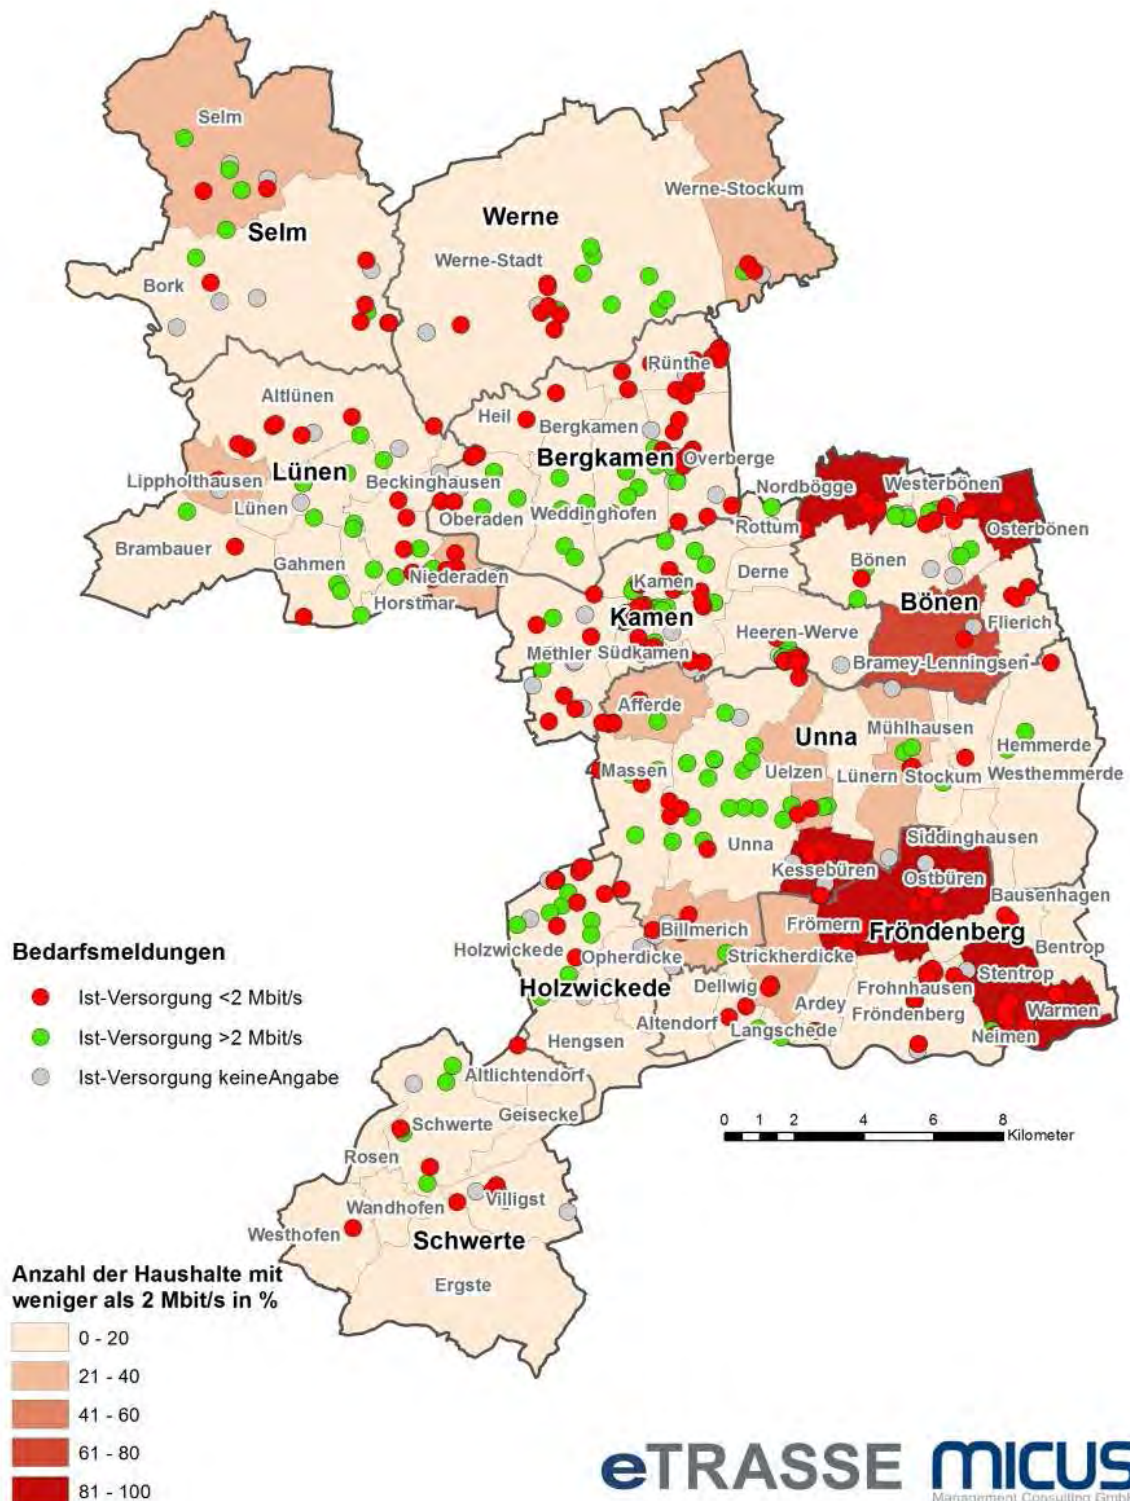 Selm
Werne-Stockum
Werne
Selm
Werne-Stadt
Bork
Rünthe
Altlünen
Heil
Bergkamen
Bergkamen
Overberge
Lünen
Lippholthausen
Beckinghausen
Nordbögge
Westerbönen
Lünen
Oberaden
Weddinghofen
Rottum
Osterbönen
Brambauer
Gahmen
Niederaden
Bönen
Derne
Kamen
Horstmar
Bönen
Kamen
Flierich
Heeren-Werve
Methler
Südkamen
Bramey-Lenningsen
Afferde
Mühlhausen
Unna
Hemmerde
Massen
Uelzen
Lünern
Stockum
Westhemmerde
Siddinghausen
Unna
Kessebüren
Ostbüren
Bausenhagen
Frömern
Billmerich
Fröndenberg
Bentrop
Holzwickede
Opherdicke
Strickherdicke
Stentrop
Holzwickede
Dellwig
Frohnhausen
Ardey
Fröndenberg
Warmen
Altendorf
Langschede
Neimen
Hengsen
Altlichtendorf
Geisecke
Schwerte
Rosen
Villigst
Wandhofen
Westhofen
Schwerte
Ergste
Bedarfsmeldungen
Ist-Versorgung <2 Mbit/s
Ist-Versorgung >2 Mbit/s
Ist-Versorgung keineAngabe
0 1 2 4 6 8
Kilometer
Anzahl der Haushalte mit
weniger als 2 Mbit/s in %
0 - 20
21 - 40
41 - 60
61 - 80
81 - 100
eTRASSE
micus
Management Consulting GmbH